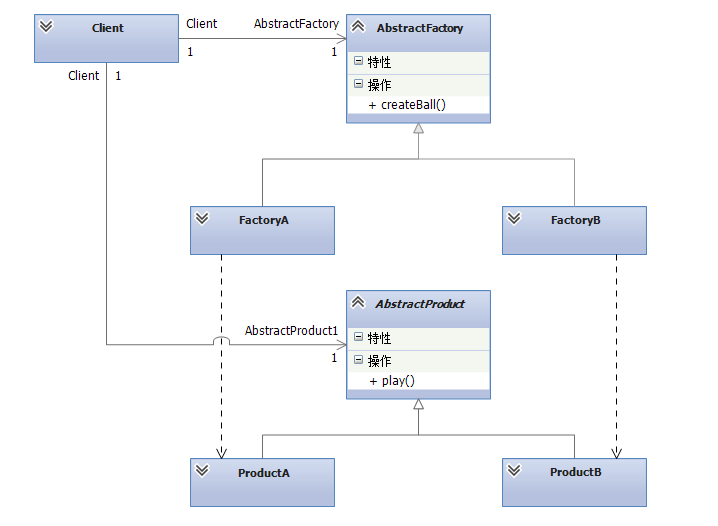 Client
Client
AbstractFactory
1
1
AbstractFactory
特性
操作
+ createBall()
Client
1
FactoryA
FactoryB
AbstractProduct
特性
操作
+ play()
AbstractProduct1
1
ProductA
ProductB